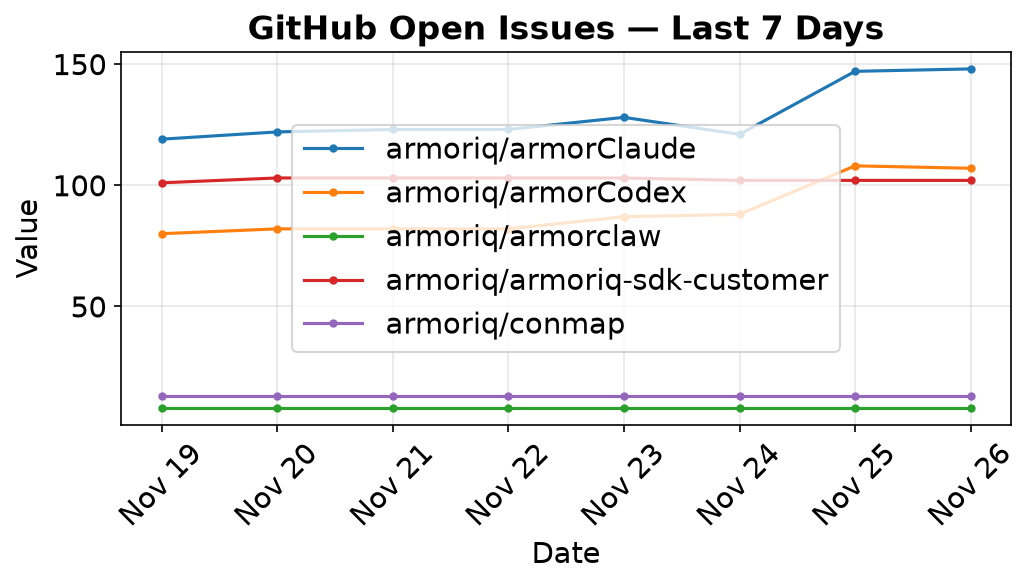 GitHub Open Issues — Last 7 Days
150
100
50
Value
armoriq/armorClaude
armoriq/armorCodex
armoriq/armorclaw
armoriq/armoriq-sdk-customer
armoriq/conmap
Nov 19
Nov 20
Nov 21
Nov 22
Nov 23
Nov 24
Nov 25
Nov 26
Date